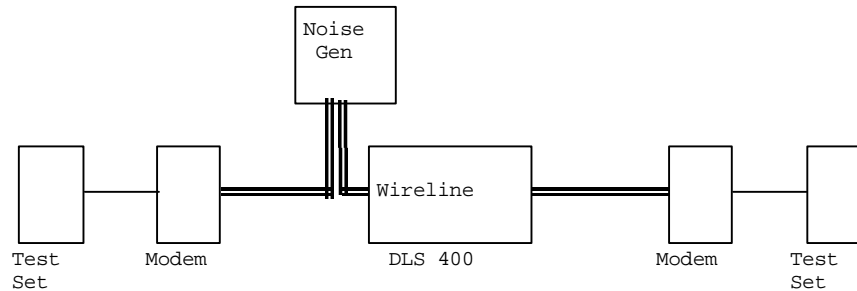 Noise
Gen
Wireline
Test
Set
Modem
DLS 400
Modem
Test
Set